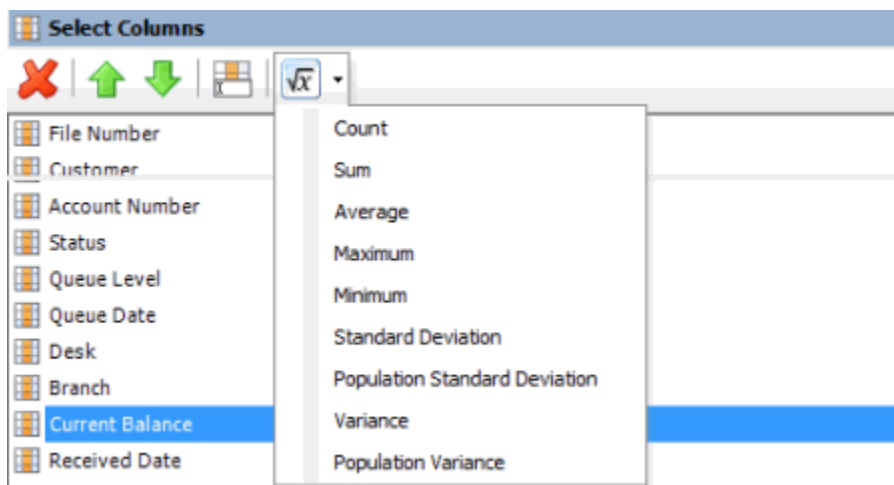 Select Columns
√x
File Number
Customer
Account Number
Status
Queue Level
Queue Date
Desk
Branch
Current Balance
Received Date
Count
Sum
Average
Maximum
Minimum
Standard Deviation
Population Standard Deviation
Variance
Population Variance